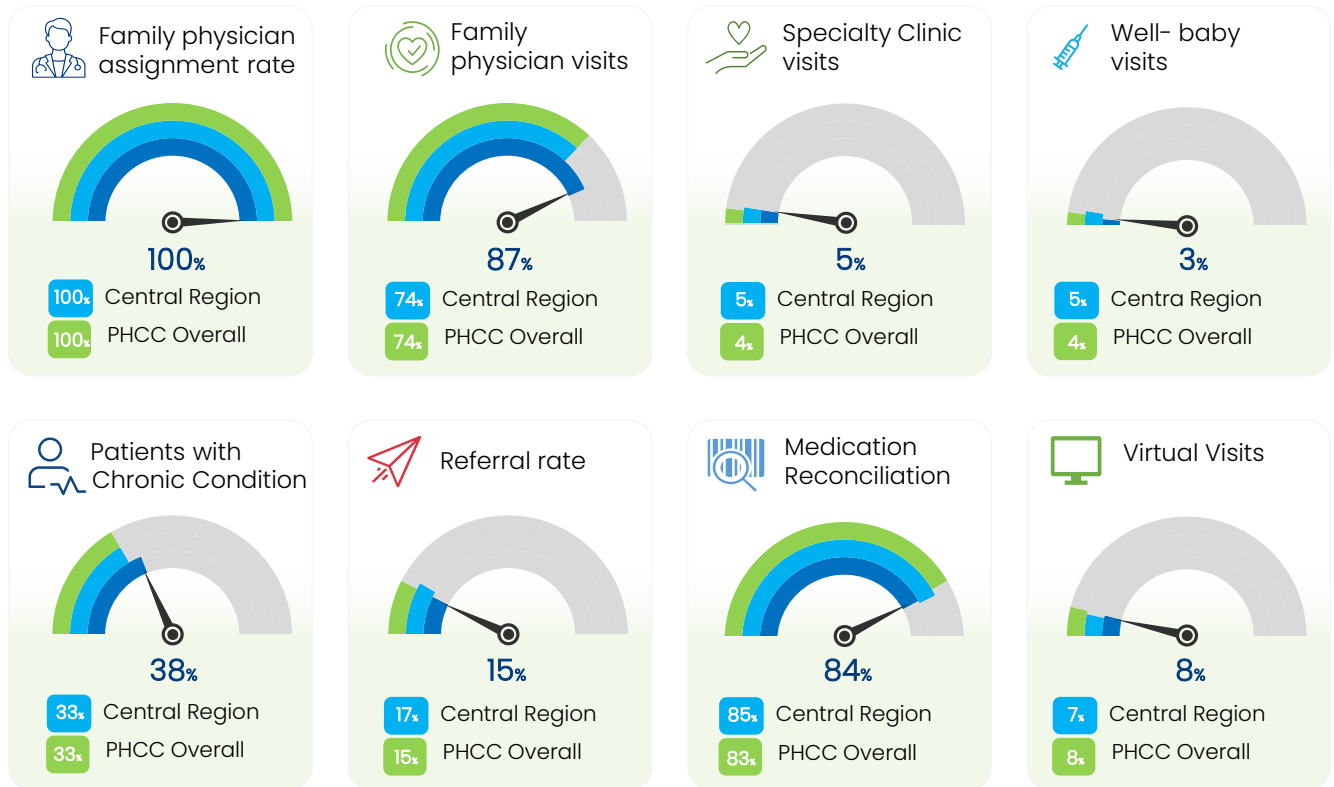 Family physician
assignment rate
100%
100% Central Region
100% PHCC Overall
Family
physician visits
87%
74% Central Region
74% PHCC Overall
Specialty Clinic
visits
5%
5% Central Region
4% PHCC Overall
Well- baby
visits
3%
5% Centra Region
4% PHCC Overall
Patients with
Chronic Condition
38%
33% Central Region
33% PHCC Overall
Referral rate
15%
17% Central Region
15% PHCC Overall
Medication
Reconciliation
84%
85% Central Region
83% PHCC Overall
Virtual Visits
8%
7% Central Region
8% PHCC Overall